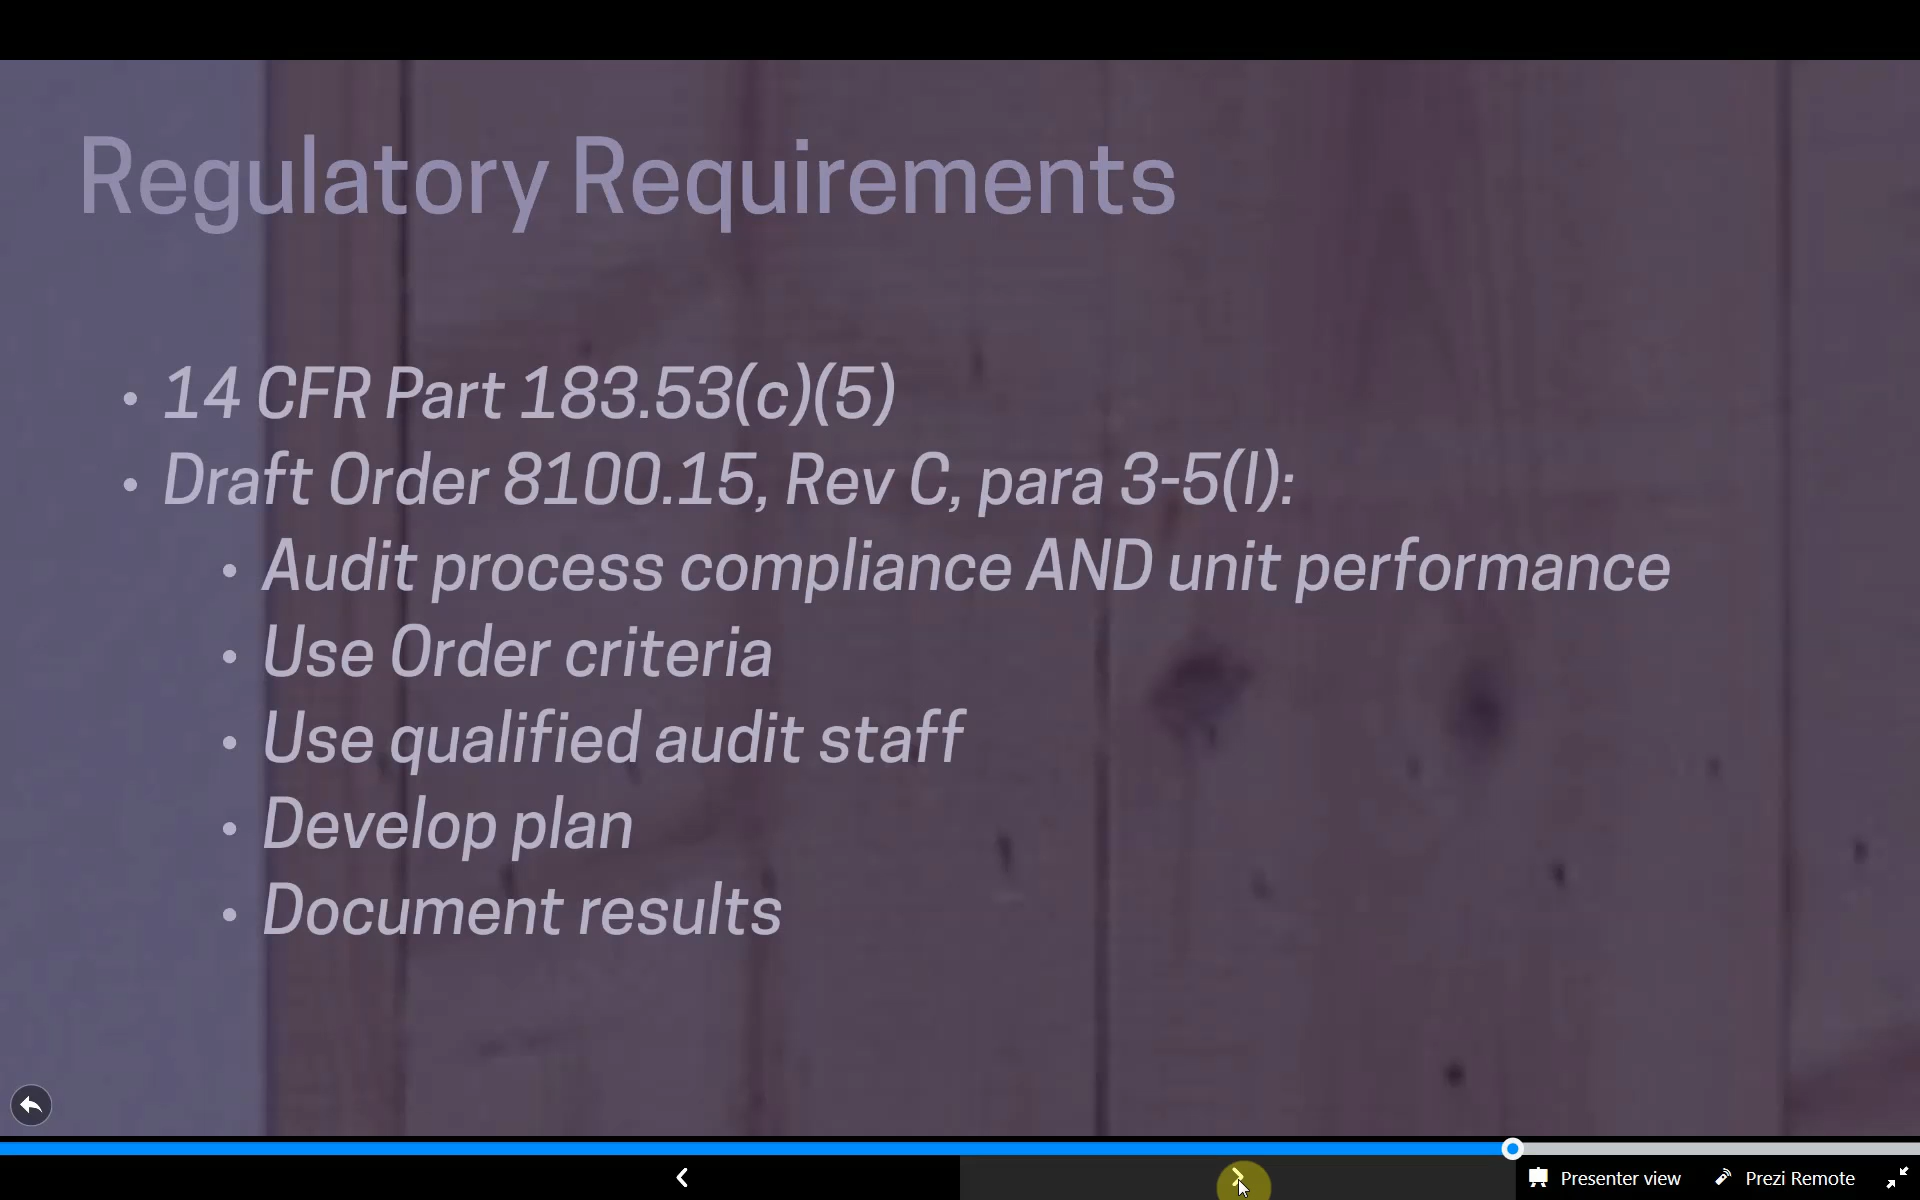 Regulatory Requirements
• 14 CFR Part 183.53(c)(5)
• Draft Order 8100.15, Rev C, para 3-5(l):
• Audit process compliance AND unit performance
• Use Order criteria
• Use qualified audit staff
• Develop plan
• Document results
Presenter view
Prezi Remote